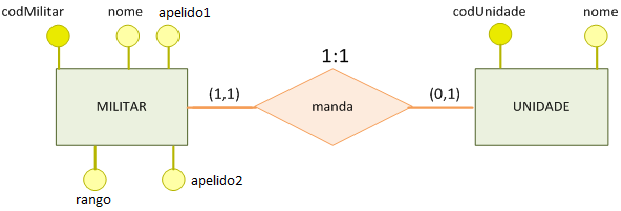 codMilitar
nome
apelido1
codUnidade
nome
1:1
MILITAR
(1,1)
manda
(0,1)
UNIDADE
rango
apelido2